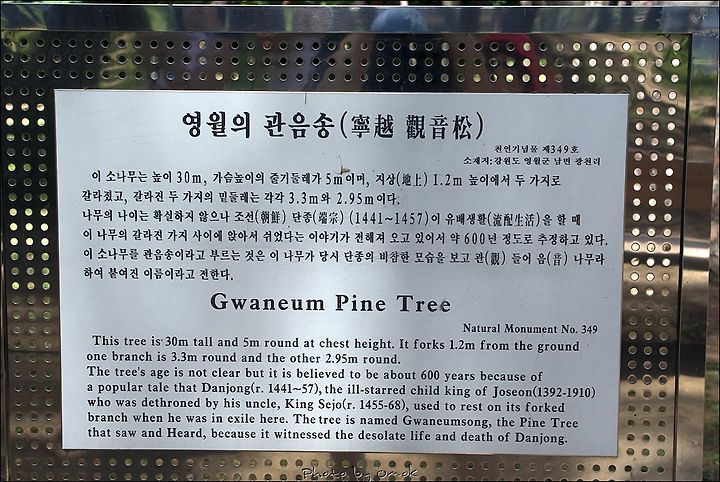 영월의 관음송(寧越 觀音松)
천연기념물 제349호
소재지:강원도 영월군 남면 광천리
이 소나무는 높이 30m, 가슴높이의 줄기둘레가 5m이며, 지상(地上) 1.2m 높이에서 두 가지로
갈라졌고, 갈라진 두 가지의 밑둘레는 각각 3.3m와 2.95m이다.
나무의 나이는 확실하지 않으나 조선(朝鮮) 단종(端宗) (1441~1457)이 유배생활(流配生活)을 할 때
이 나무의 갈라진 가지 사이에 앉아서 쉬었다는 이야기가 전해져 오고 있어서 약 600년 정도로 추정하고 있다.
이 소나무를 관음송이라고 부르는 것은 이 나무가 당시 단종의 비참한 모습을 보고 관(觀) 들어 음(音) 나무라
하여 붙여진 이름이라고 전한다.
Gwaneum Pine Tree
Natural Monument No. 349
This tree is 30m tall and 5m round at chest height. It forks 1.2m from the ground
one branch is 3.3m round and the other 2.95m round.
The tree's age is not clear but it is believed to be about 600 years because of
a popular tale that Danjong(r. 1441~57), the ill-starred child king of Joseon(1392-1910)
who was dethroned by his uncle, King Sejo(r. 1455-68), used to rest on its forked
branch when he was in exile here. The tree is named Gwaneumsong, the Pine Tree
that saw and Heard, because it witnessed the desolate life and death of Danjong.
Photo by